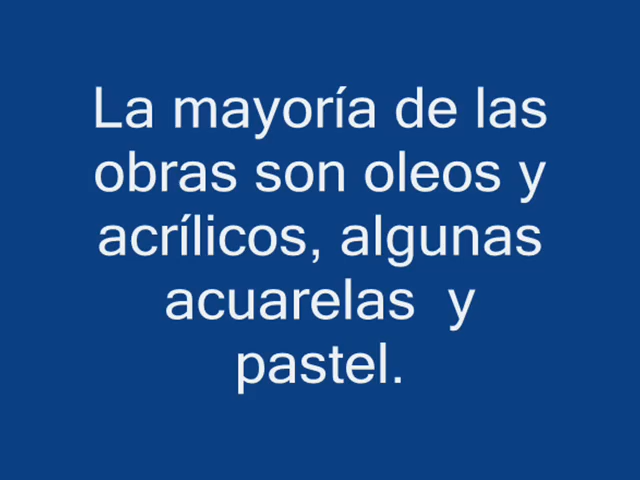 La mayoría de las
obras son oleos y
acrílicos, algunas
acuarelas  y
pastel.